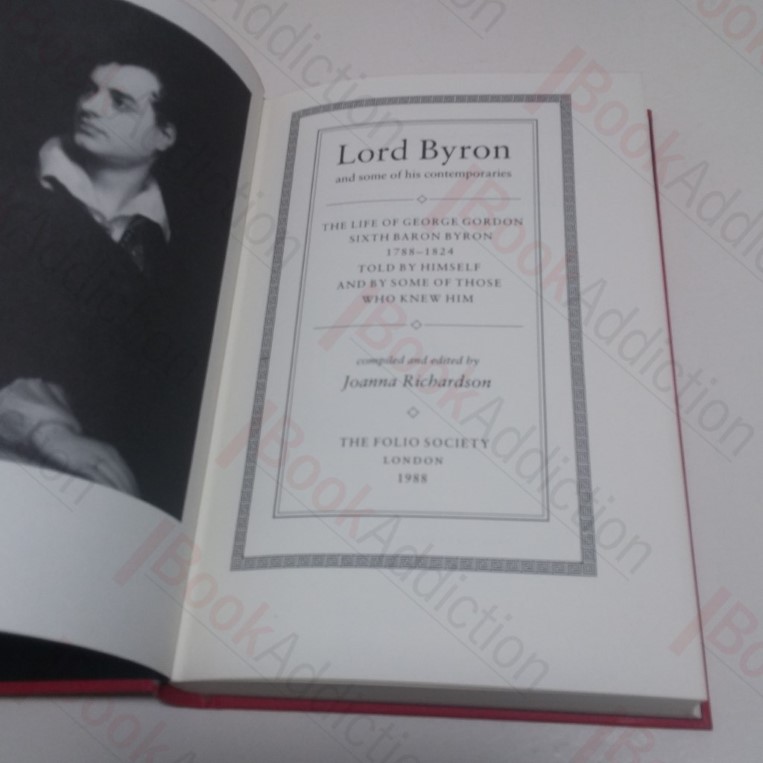 Lord Byron
and some of his contemporaries
THE LIFE OF GEORGE GORDON
SIXTH BARON BYRON
1788–1824
TOLD BY HIMSELF
AND BY SOME OF THOSE
WHO KNEW HIM
compiled and edited by
Joanna Richardson
THE FOLIO SOCIETY
LONDON
1988
BookAddiction